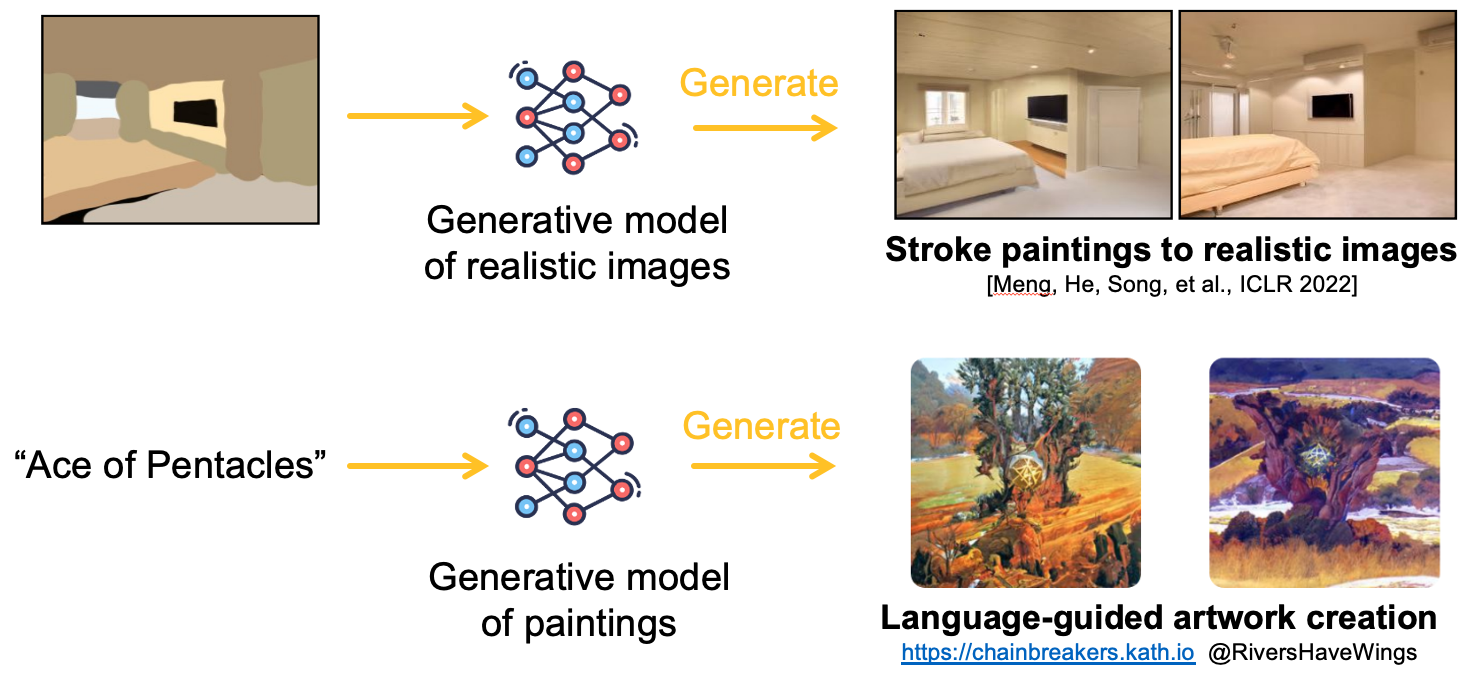 Generate
Generative model
of realistic images
Stroke paintings to realistic images
[Meng, He, Song, et al., ICLR 2022]
“Ace of Pentacles”
Generate
Generative model
of paintings
Language-guided artwork creation
https://chainbreakers.kath.io @RiversHaveWings